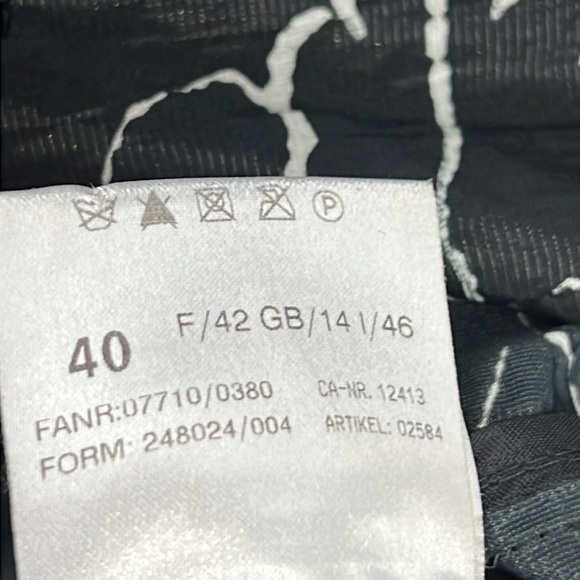 P
40 F/42 GB/14 I/46
FANR:07710/0380 CA-NR. 12413
FORM: 248024/004 ARTIKEL: 02584